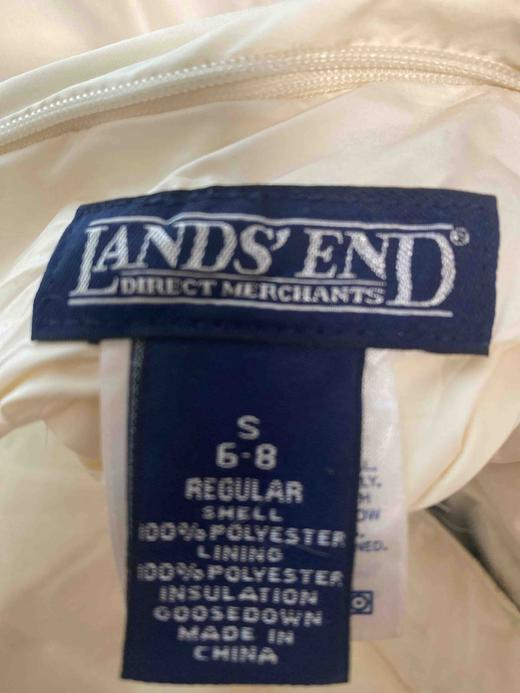 LANDS' END®
DIRECT MERCHANTS
S
6-8
REGULAR
SHELL
100% POLYESTER
LINING
100% POLYESTER
INSULATION
GOOSEDOWN
MADE IN
CHINA